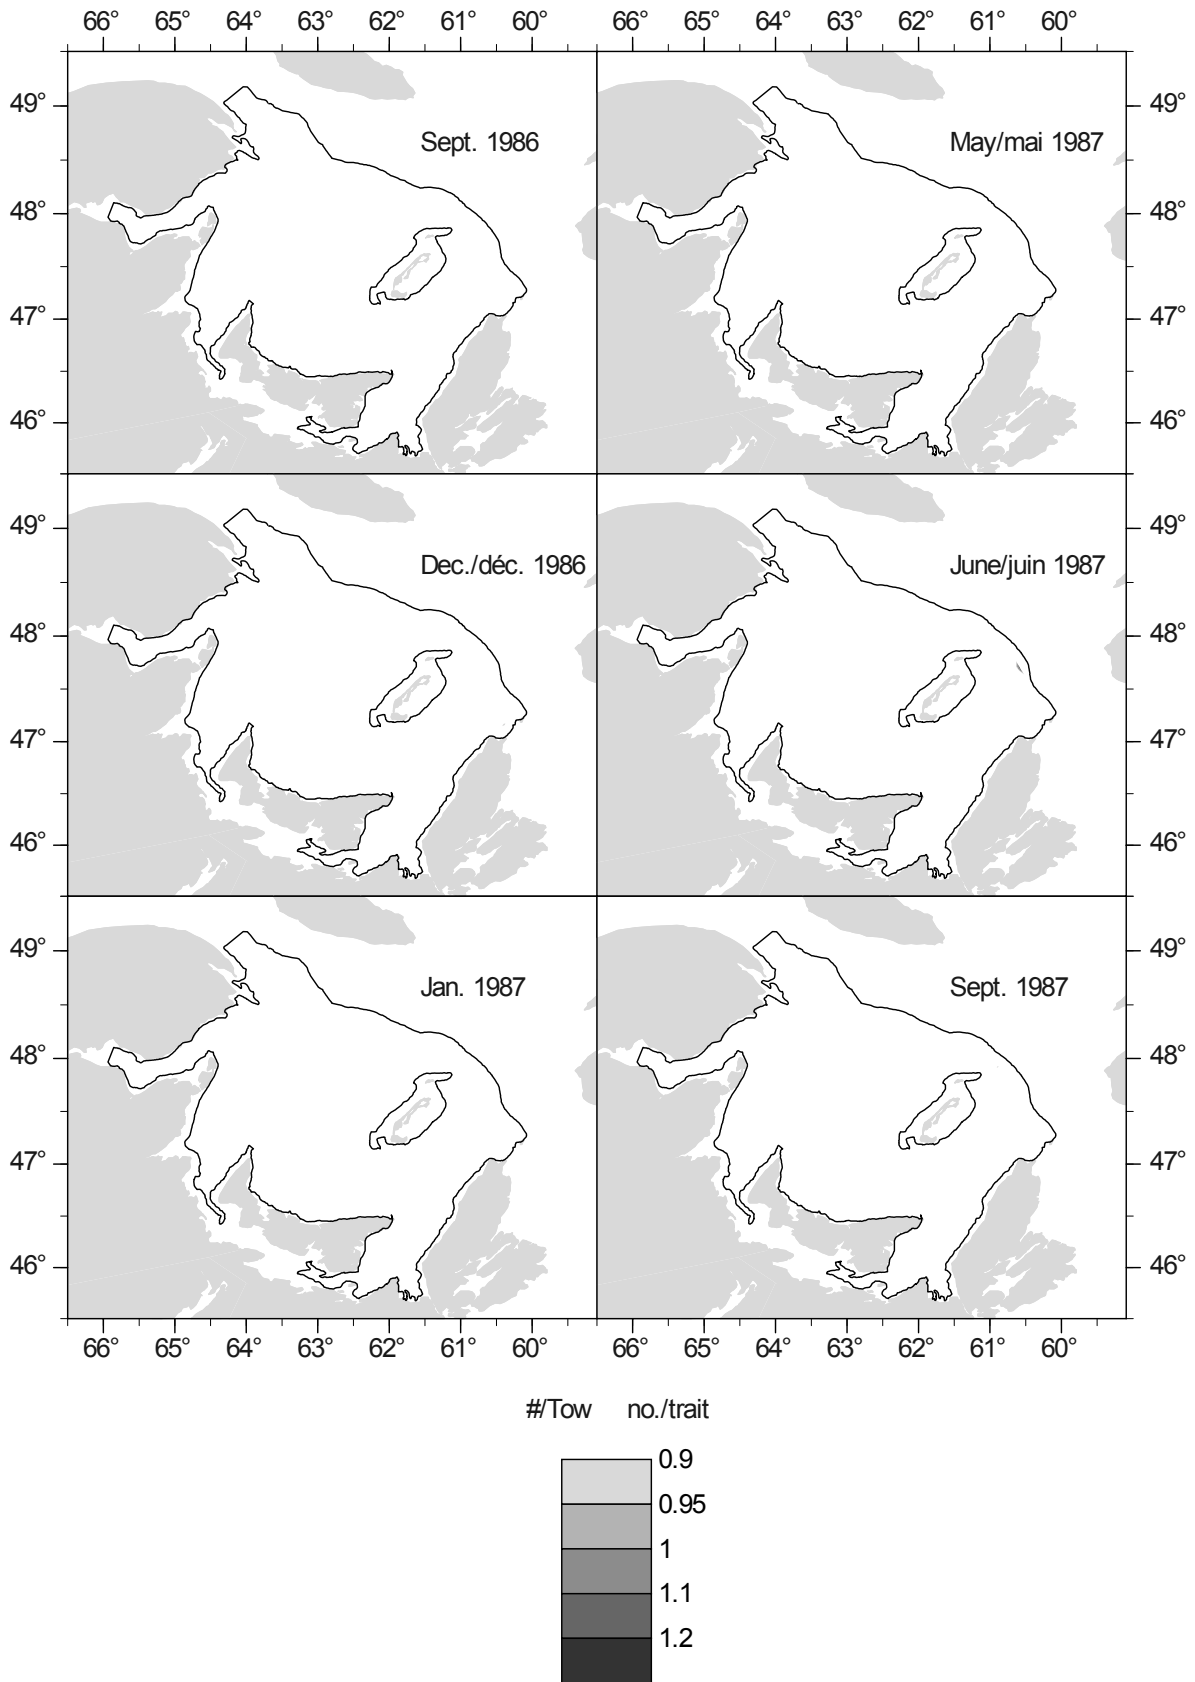 66° 65° 64° 63° 62° 61° 60° 66° 65° 64° 63° 62° 61° 60°
49° 49°
Sept. 1986 May/mai 1987
48° 48°
47° 47°
46° 46°
49° 49°
Dec./déc. 1986 June/juin 1987
48° 48°
47° 47°
46° 46°
49° 49°
Jan. 1987 Sept. 1987
48° 48°
47° 47°
46° 46°
66° 65° 64° 63° 62° 61° 60° 66° 65° 64° 63° 62° 61° 60°
#/Tow no./trait
0.9
0.95
1
1.1
1.2